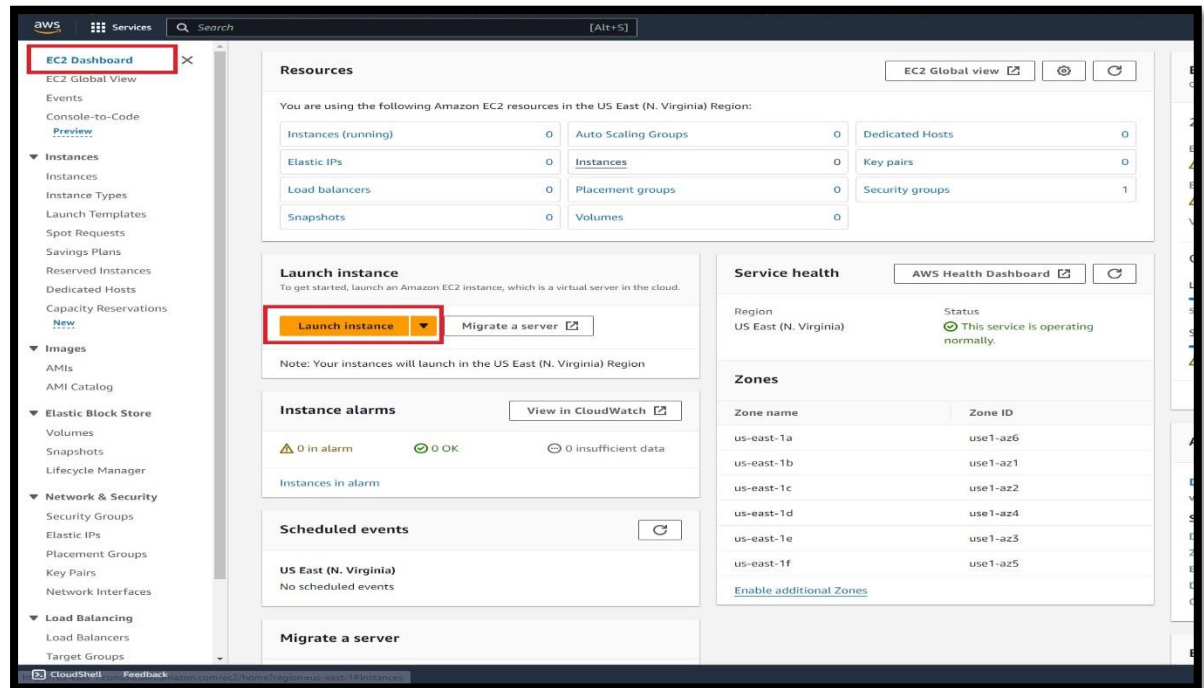 aws
Services
Search
[Alt+S]
EC2 Dashboard
EC2 Global View
Events
Console-to-Code
Preview
Instances
Instances
Instance Types
Launch Templates
Spot Requests
Savings Plans
Reserved Instances
Dedicated Hosts
Capacity Reservations
New
Images
AMIs
AMI Catalog
Elastic Block Store
Volumes
Snapshots
Lifecycle Manager
Network & Security
Security Groups
Elastic IPs
Placement Groups
Key Pairs
Network Interfaces
Load Balancing
Load Balancers
Target Groups
Resources
EC2 Global view
You are using the following Amazon EC2 resources in the US East (N. Virginia) Region:
Instances (running) 0 Auto Scaling Groups 0 Dedicated Hosts 0
Elastic IPs 0 Instances 0 Key pairs 0
Load balancers 0 Placement groups 0 Security groups 1
Snapshots 0 Volumes 0
Launch instance
To get started, launch an Amazon EC2 instance, which is a virtual server in the cloud.
Launch instance Migrate a server
Note: Your instances will launch in the US East (N. Virginia) Region
Instance alarms View in CloudWatch
0 in alarm 0 OK 0 insufficient data
Instances in alarm
Scheduled events
US East (N. Virginia)
No scheduled events
Migrate a server
Service health AWS Health Dashboard
Region Status
US East (N. Virginia) This service is operating
normally.
Zones
Zone name Zone ID
us-east-1a use1-az6
us-east-1b use1-az1
us-east-1c use1-az2
us-east-1d use1-az4
us-east-1e use1-az3
us-east-1f use1-az5
Enable additional Zones
CloudShell Feedback